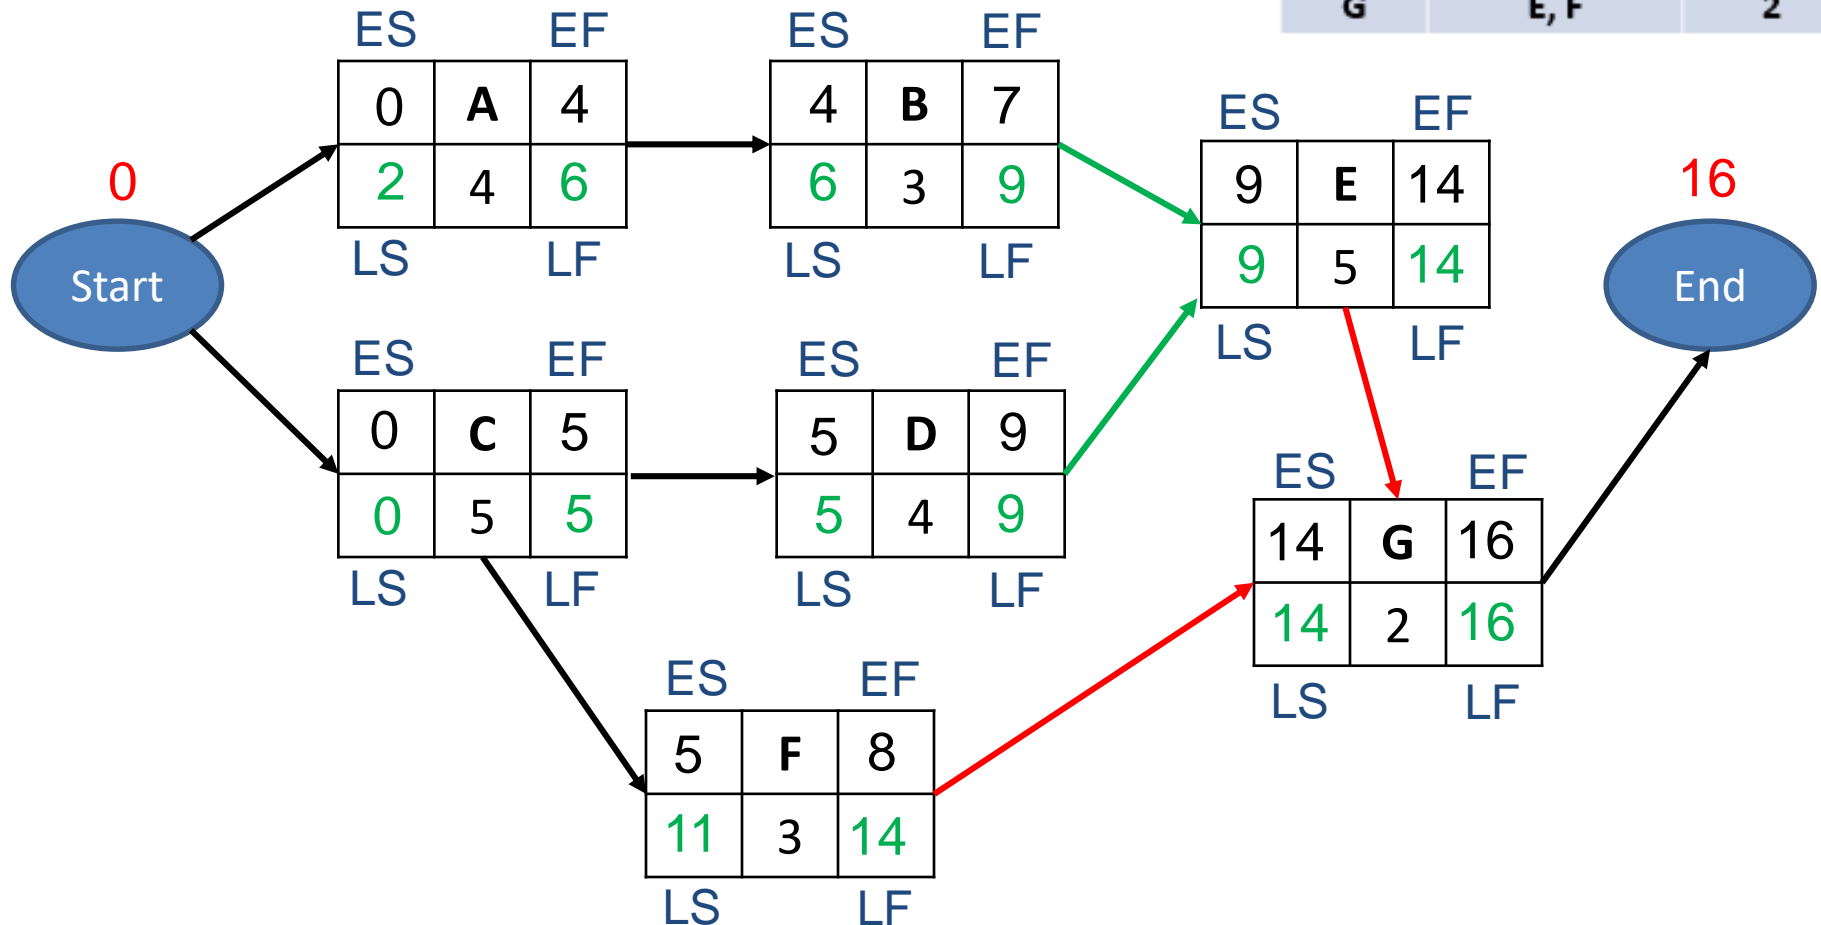 G E, F 2
ES EF
0 A 4
2 4 6
LS LF
ES EF
4 B 7
6 3 9
LS LF
ES EF
9 E 14
9 5 14
LS LF
0
Start
16
End
ES EF
0 C 5
0 5 5
LS LF
ES EF
5 D 9
5 4 9
LS LF
ES EF
14 G 16
14 2 16
LS LF
ES EF
5 F 8
11 3 14
LS LF